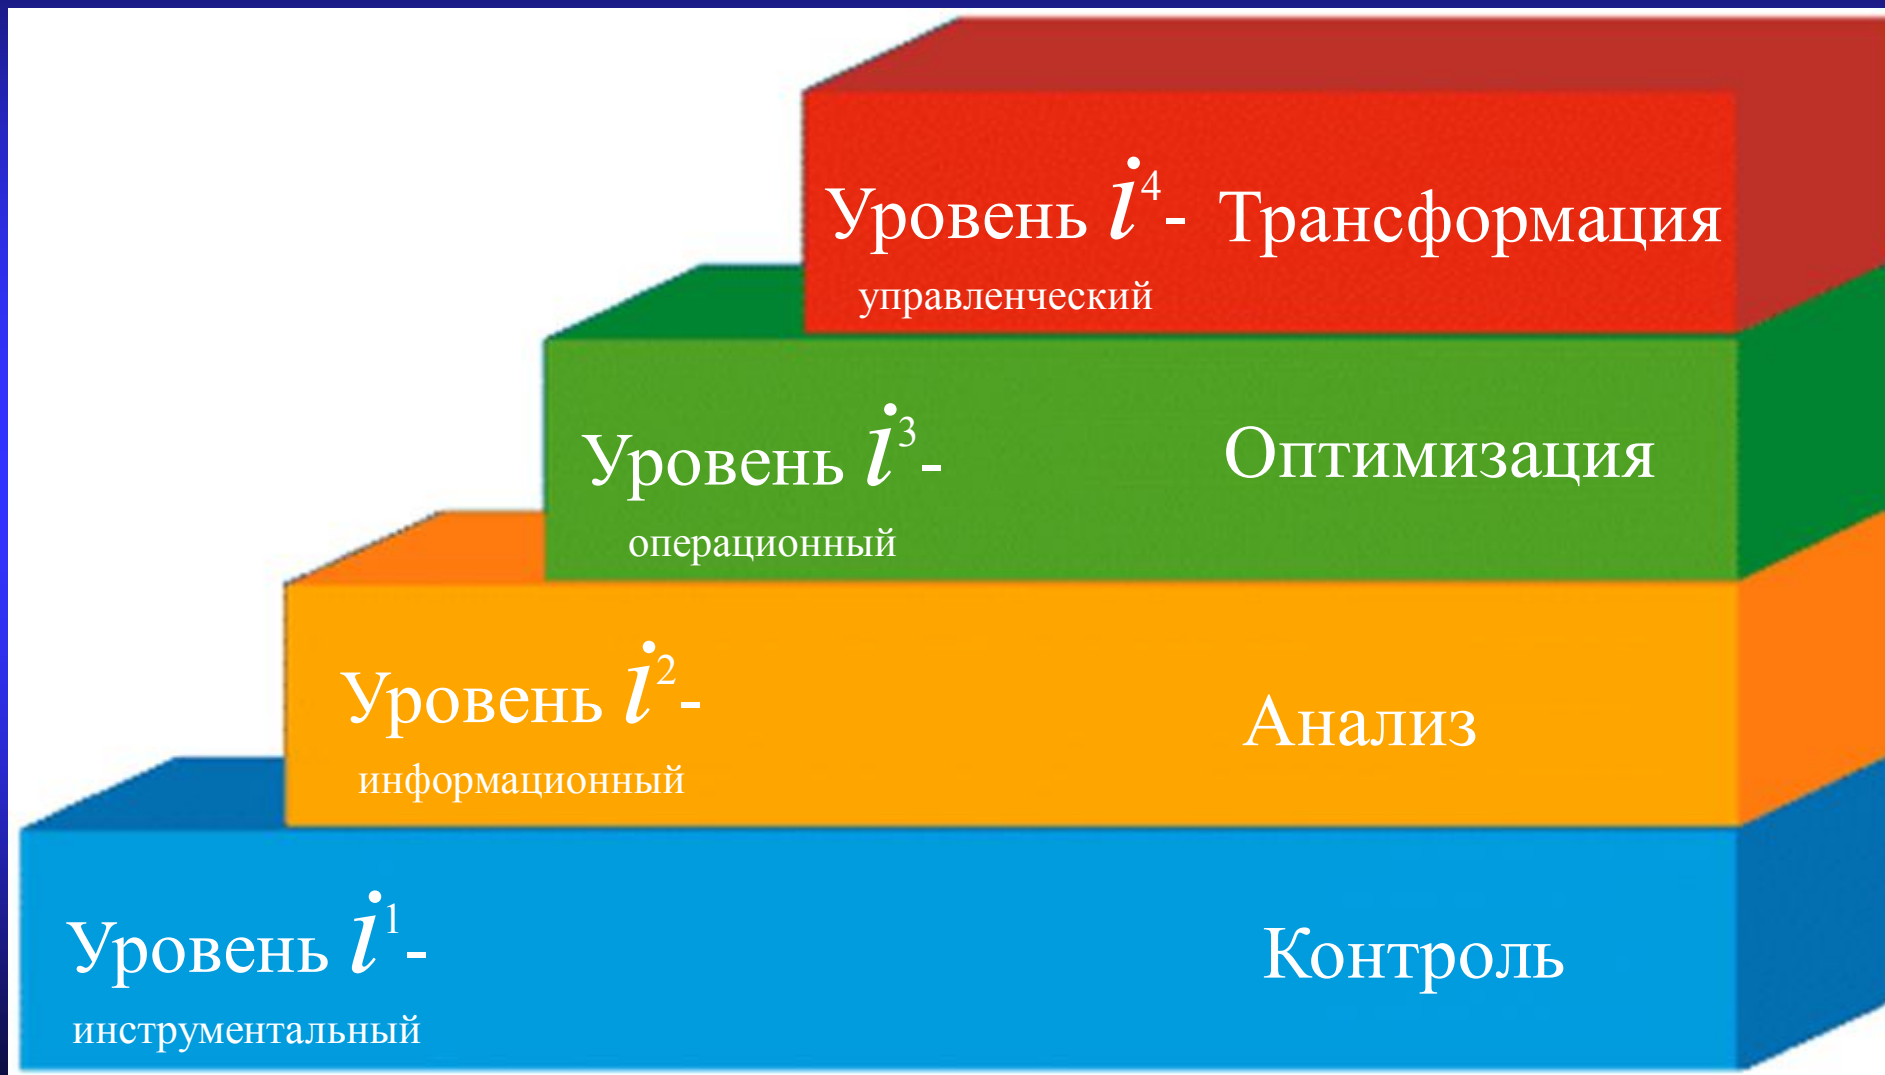 Уровень i⁴- Трансформация
управленческий
Уровень i³- Оптимизация
операционный
Уровень i²- Анализ
информационный
Уровень i¹- Контроль
инструментальный